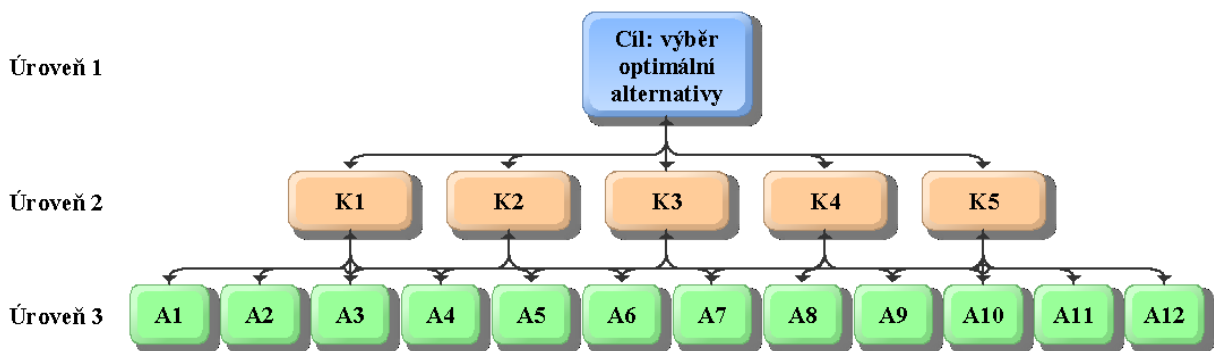 Cíl: výběr
optimální
alternativy
Úroveň 1
Úroveň 2
K1
K2
K3
K4
K5
Úroveň 3
A1
A2
A3
A4
A5
A6
A7
A8
A9
A10
A11
A12